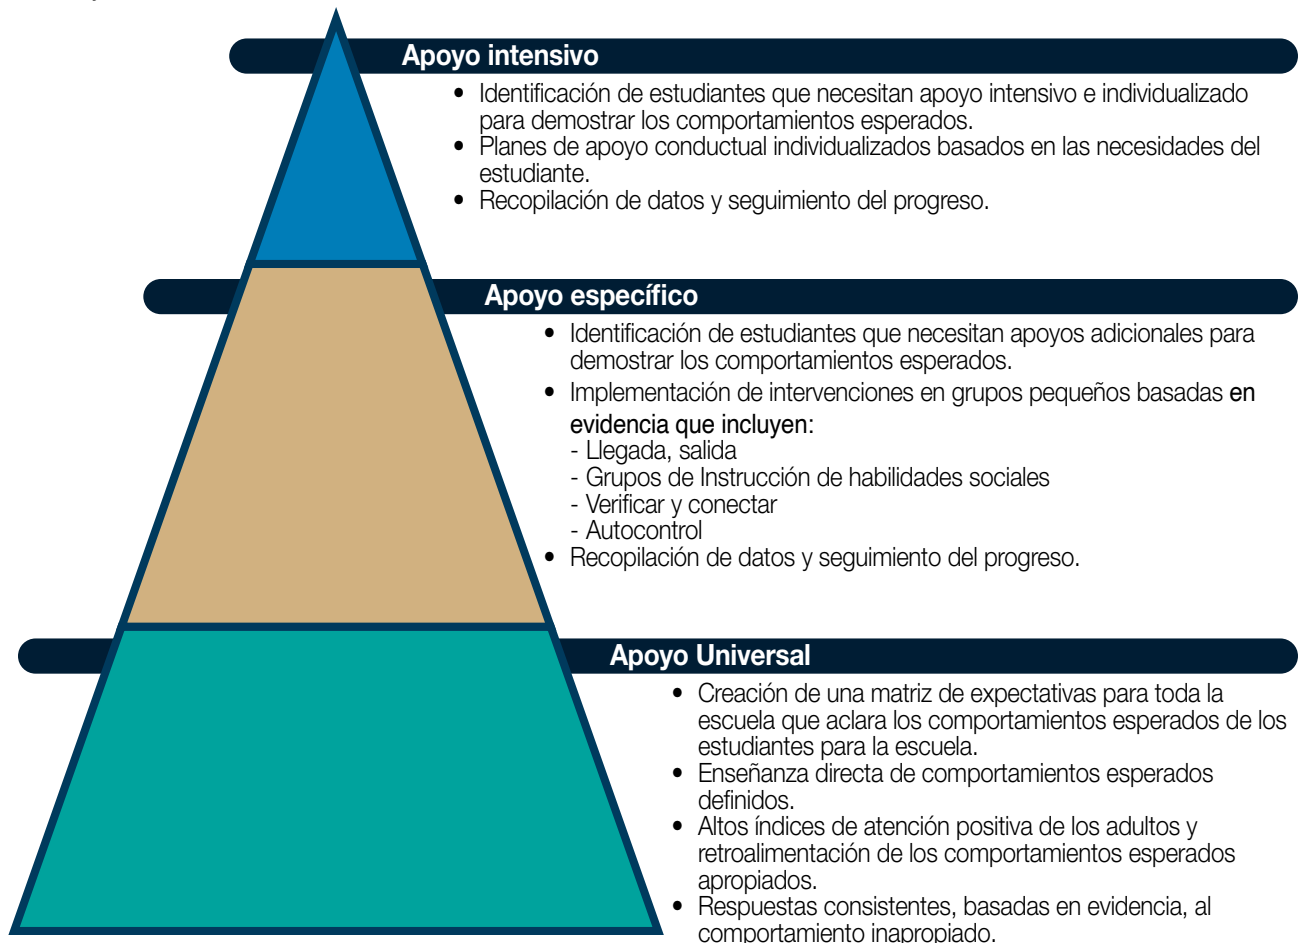 Apoyo intensivo
• Identificación de estudiantes que necesitan apoyo intensivo e individualizado
para demostrar los comportamientos esperados.
• Planes de apoyo conductual individualizados basados en las necesidades del
estudiante.
• Recopilación de datos y seguimiento del progreso.
Apoyo específico
• Identificación de estudiantes que necesitan apoyos adicionales para
demostrar los comportamientos esperados.
• Implementación de intervenciones en grupos pequeños basadas en
evidencia que incluyen:
- Llegada, salida
- Grupos de Instrucción de habilidades sociales
- Verificar y conectar
- Autocontrol
• Recopilación de datos y seguimiento del progreso.
Apoyo Universal
• Creación de una matriz de expectativas para toda la
escuela que aclara los comportamientos esperados de los
estudiantes para la escuela.
• Enseñanza directa de comportamientos esperados
definidos.
• Altos índices de atención positiva de los adultos y
retroalimentación de los comportamientos esperados
apropiados.
• Respuestas consistentes, basadas en evidencia, al
comportamiento inapropiado.